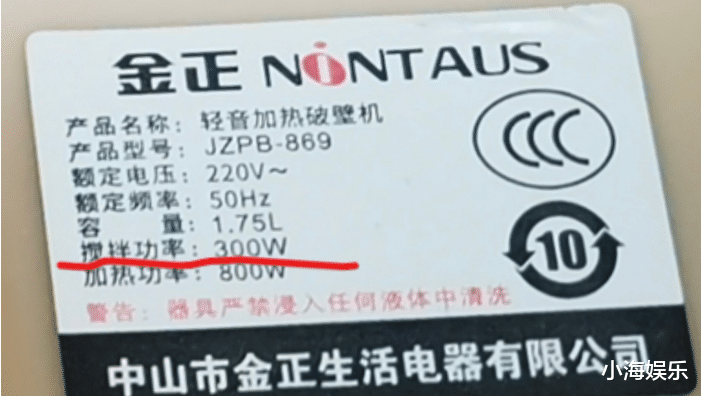 金正 NiNTAUS
产品名称：轻音加热破壁机
产品型号：JZPB-869
额定电压：220V～
额定频率：50Hz
容 量：1.75L
搅拌功率：300W
加热功率：800W
警告：器具严禁浸入任何液体中清洗
中山市金正生活电器有限公司
CCC
10
小海娱乐